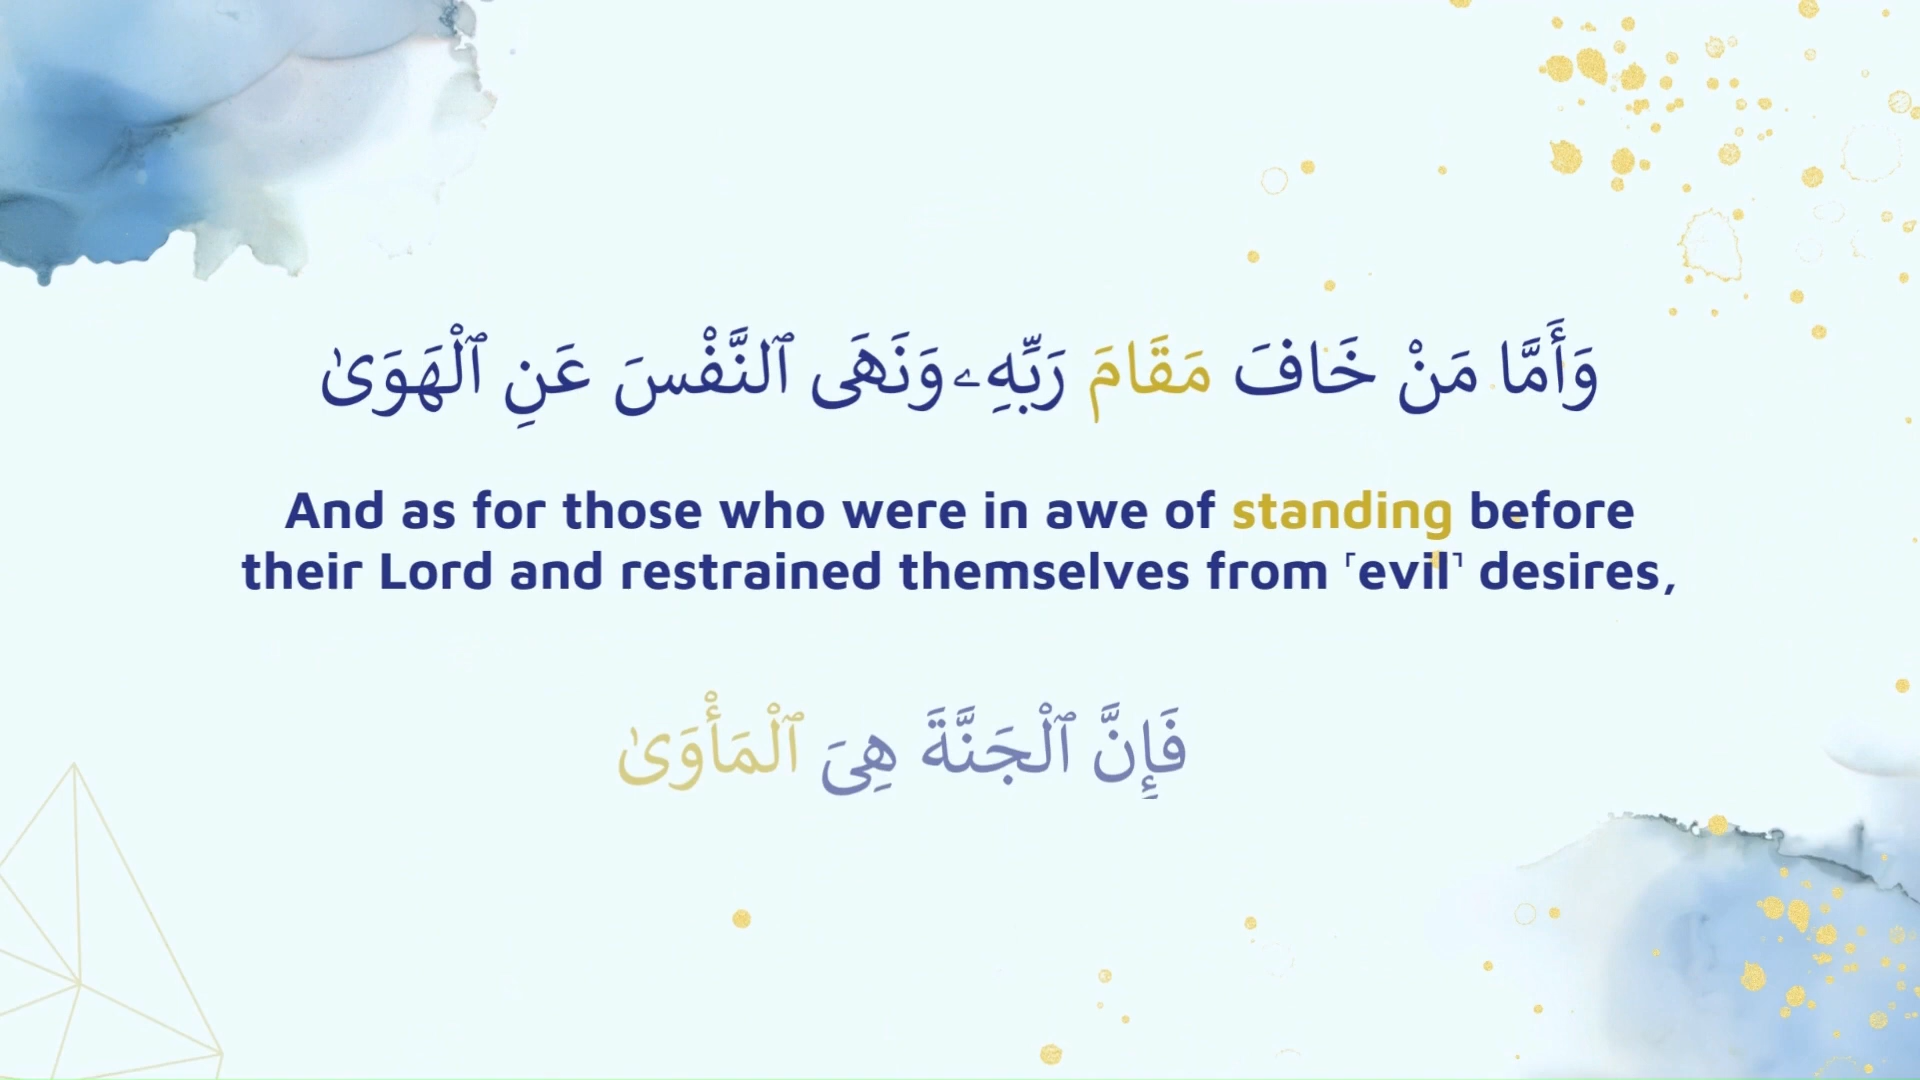 وَأَمَّا مَنْ خَافَ مَقَامَ رَبِّهِۦ وَنَهَى ٱلنَّفْسَ عَنِ ٱلْهَوَىٰ
And as for those who were in awe of standing before
their Lord and restrained themselves from ⸢evil⸣ desires,
فَإِنَّ ٱلْجَنَّةَ هِىَ ٱلْمَأْوَىٰ